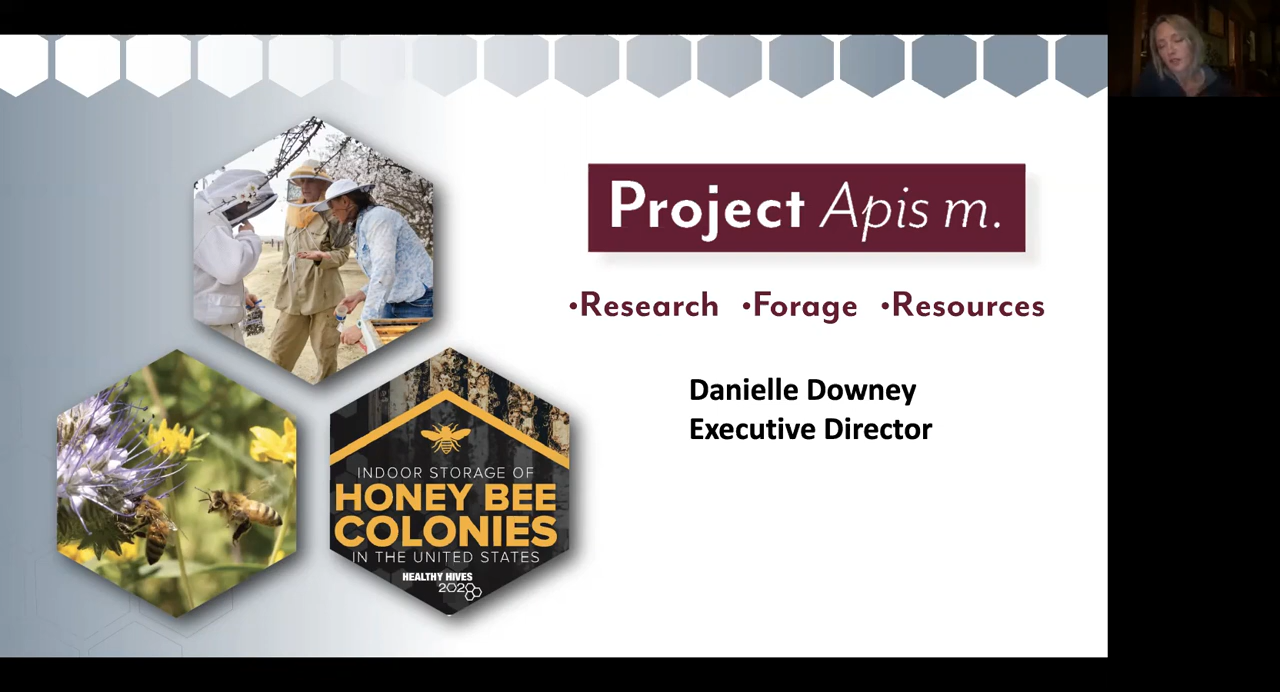 Project Apis m.
•Research •Forage •Resources
Danielle Downey
Executive Director
INDOOR STORAGE OF
HONEY BEE
COLONIES
IN THE UNITED STATES
HEALTHY HIVES
2020